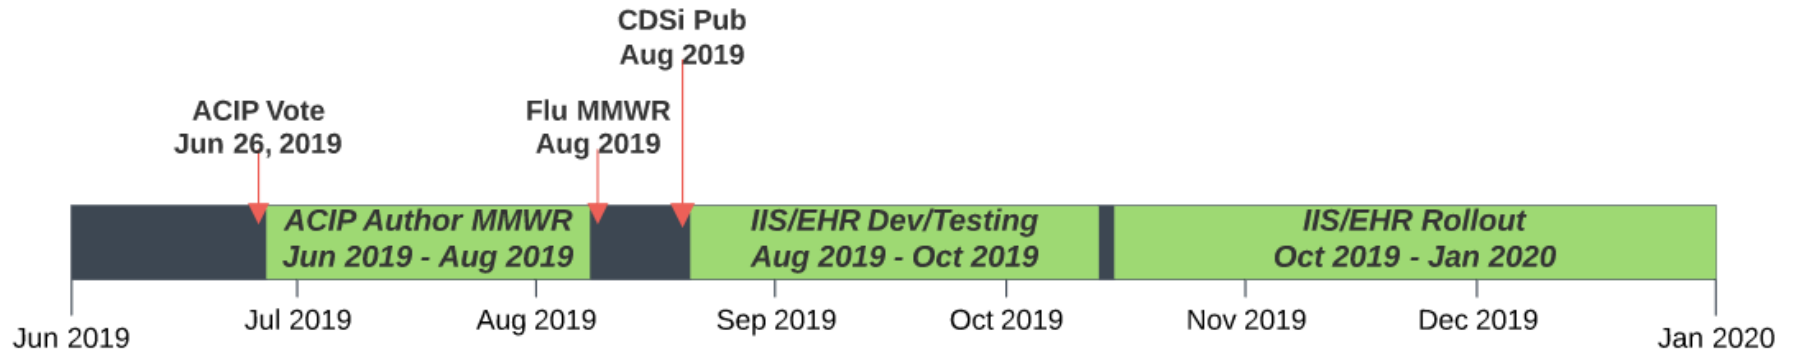 CDSi Pub
Aug 2019
ACIP Vote
Jun 26, 2019
Flu MMWR
Aug 2019
ACIP Author MMWR
Jun 2019 - Aug 2019
IIS/EHR Dev/Testing
Aug 2019 - Oct 2019
IIS/EHR Rollout
Oct 2019 - Jan 2020
Jun 2019
Jul 2019
Aug 2019
Sep 2019
Oct 2019
Nov 2019
Dec 2019
Jan 2020